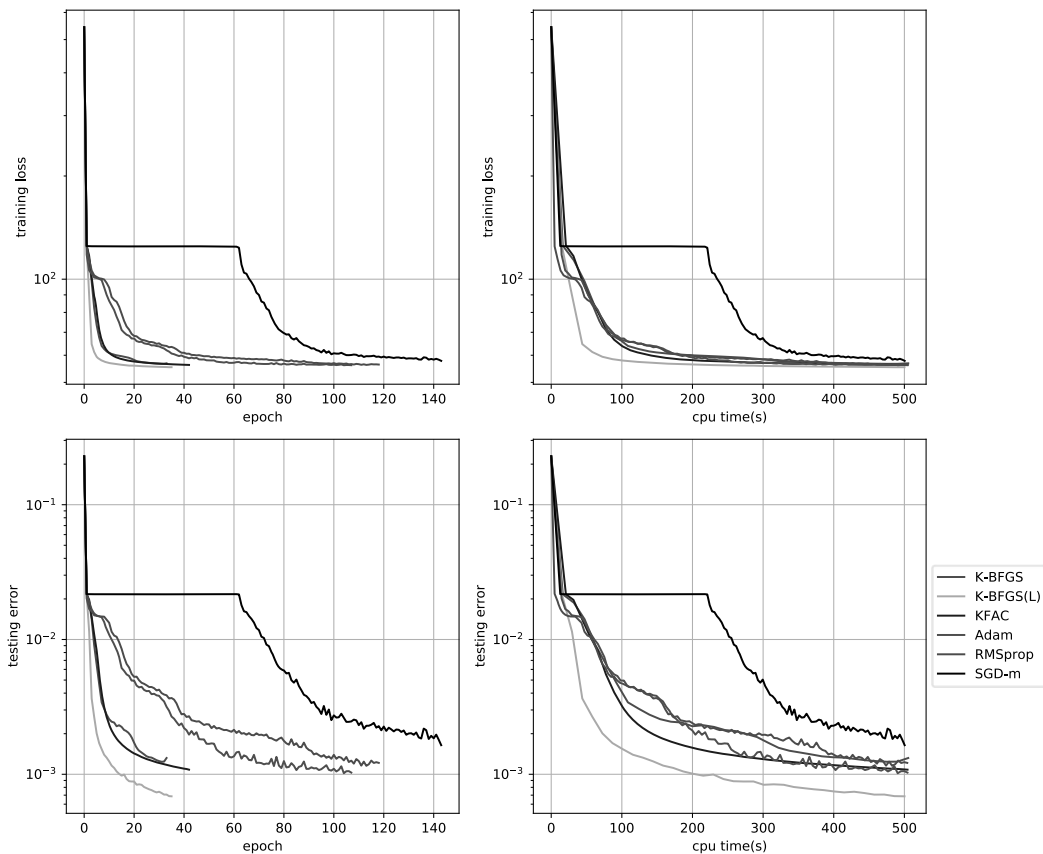 training loss
10²
0 20 40 60 80 100 120 140
epoch
training loss
10²
0 100 200 300 400 500
cpu time(s)
testing error
10⁻¹
10⁻²
10⁻³
0 20 40 60 80 100 120 140
epoch
testing error
10⁻¹
10⁻²
10⁻³
0 100 200 300 400 500
cpu time(s)
K-BFGS
K-BFGS(L)
KFAC
Adam
RMSprop
SGD-m